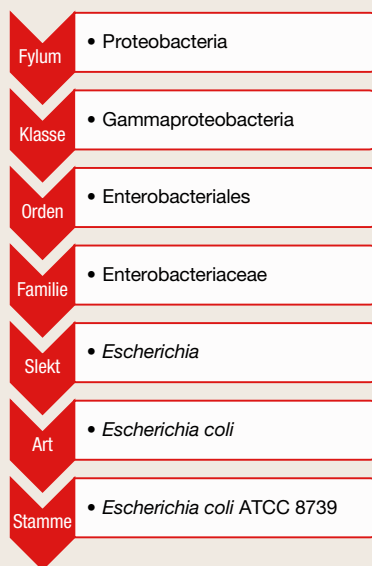 Fylum
• Proteobacteria
Klasse
• Gammaproteobacteria
Orden
• Enterobacteriales
Familie
• Enterobacteriaceae
Slekt
• Escherichia
Art
• Escherichia coli
Stamme
• Escherichia coli ATCC 8739